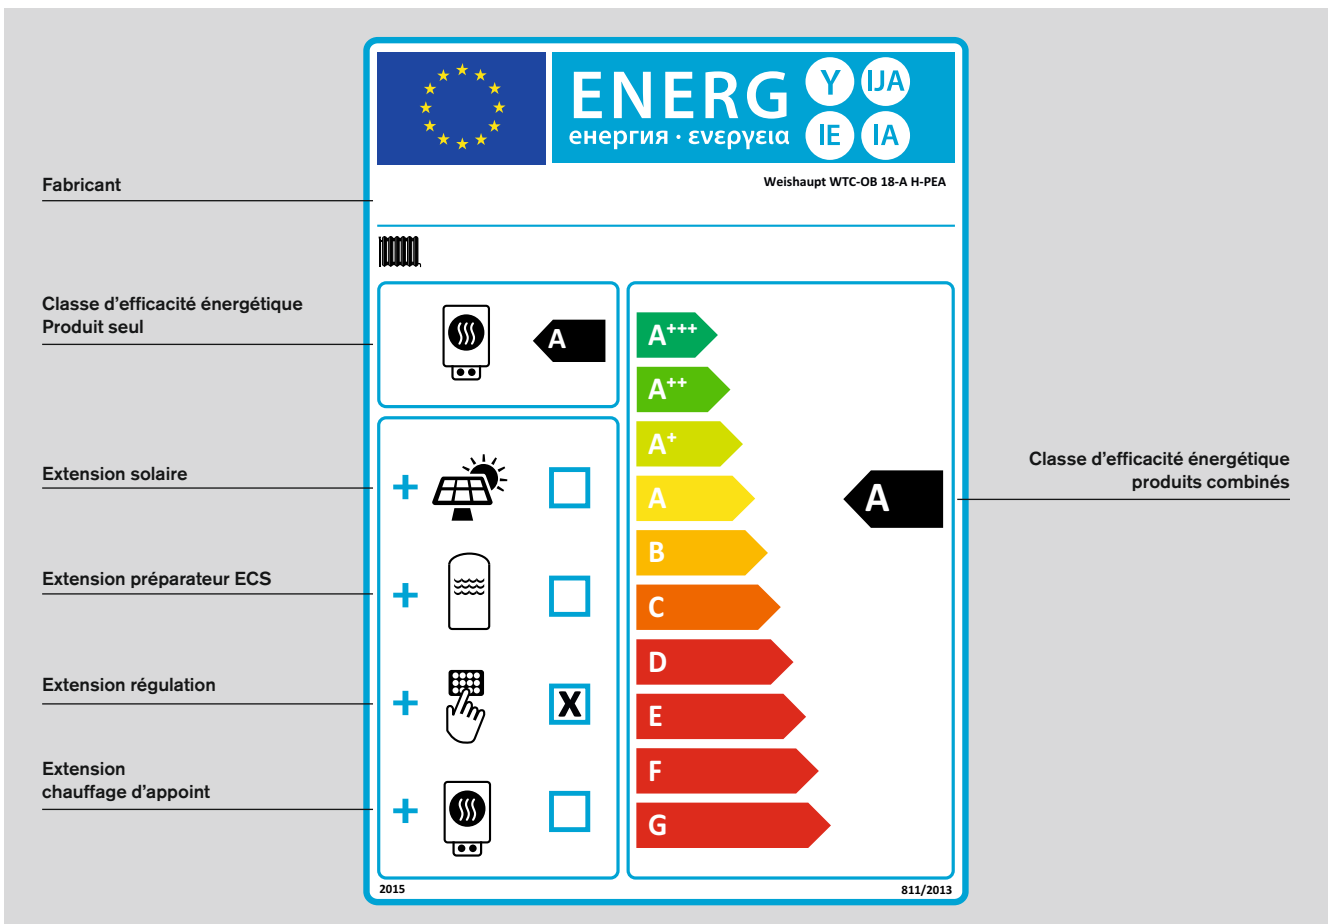 ENERG
енергия · ενεργεια
Y
IJA
IE
IA
Fabricant
Weishaupt WTC-OB 18-A H-PEA
Classe d'efficacité énergétique
Produit seul
A
A+++
A++
A+
A
B
C
D
E
F
G
A
Classe d'efficacité énergétique
produits combinés
Extension solaire
+
Extension préparateur ECS
+
Extension régulation
+
X
Extension
chauffage d'appoint
+
2015
811/2013